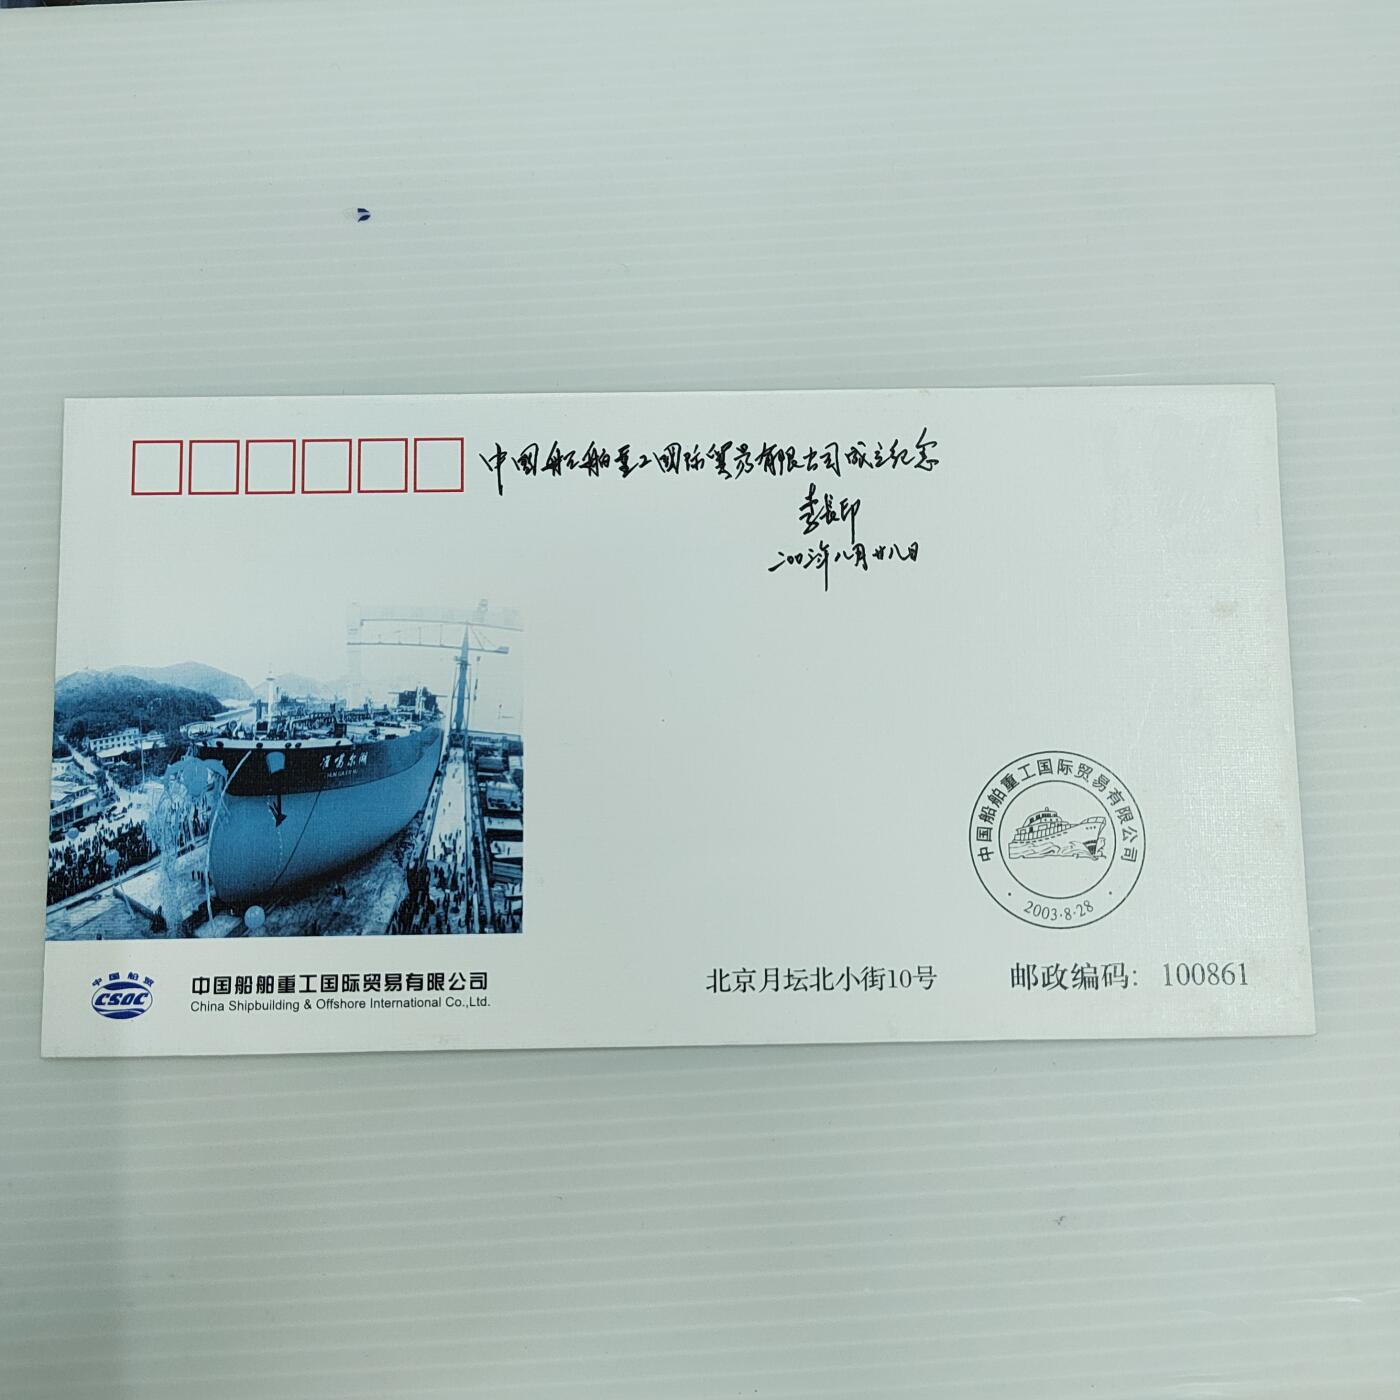 中国船舶重工國际贸易有限公司成立纪念
李長印
二〇〇三年八月廿八日
中国船舶重工国际贸易有限公司
2003·8·28
中国船贸
CSOC
中国船舶重工国际贸易有限公司
China Shipbuilding & Offshore International Co.,Ltd.
北京月坛北小街10号
邮政编码：100861